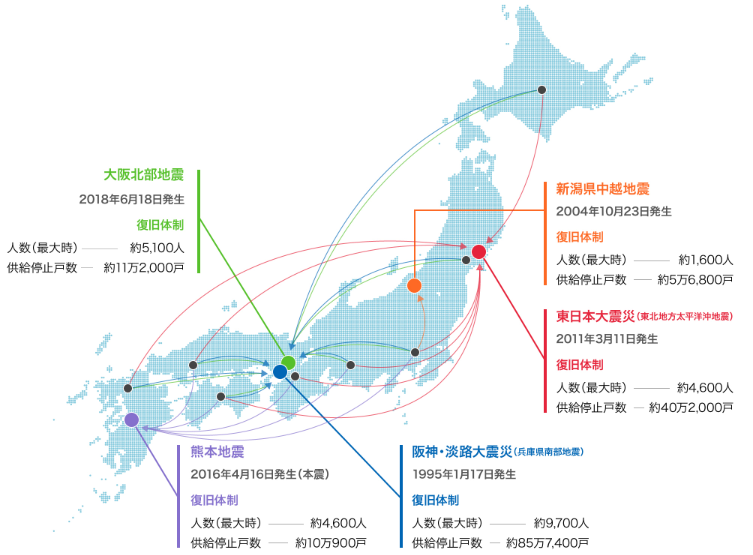 大阪北部地震
2018年6月18日発生
復旧体制
人数（最大時） 約5,100人
供給停止戸数 約11万2,000戸
新潟県中越地震
2004年10月23日発生
復旧体制
人数（最大時） 約1,600人
供給停止戸数 約5万6,800戸
東日本大震災（東北地方太平洋沖地震）
2011年3月11日発生
復旧体制
人数（最大時） 約4,600人
供給停止戸数 約40万2,000戸
熊本地震
2016年4月16日発生（本震）
復旧体制
人数（最大時） 約4,600人
供給停止戸数 約10万900戸
阪神・淡路大震災（兵庫県南部地震）
1995年1月17日発生
復旧体制
人数（最大時） 約9,700人
供給停止戸数 約85万7,400戸